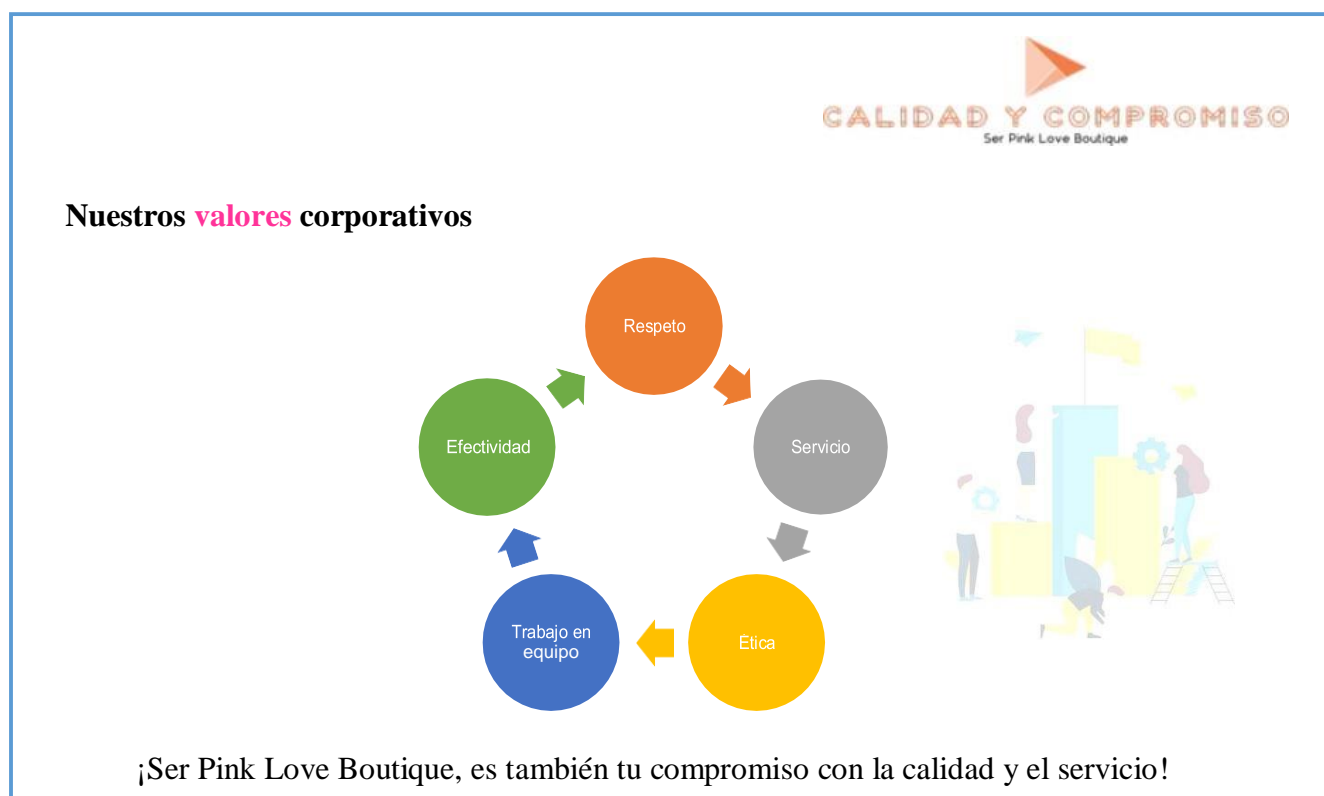 CALIDAD Y COMPROMISO
Ser Pink Love Boutique
Nuestros valores corporativos
Respeto
Servicio
Ética
Trabajo en
equipo
Efectividad
¡Ser Pink Love Boutique, es también tu compromiso con la calidad y el servicio!